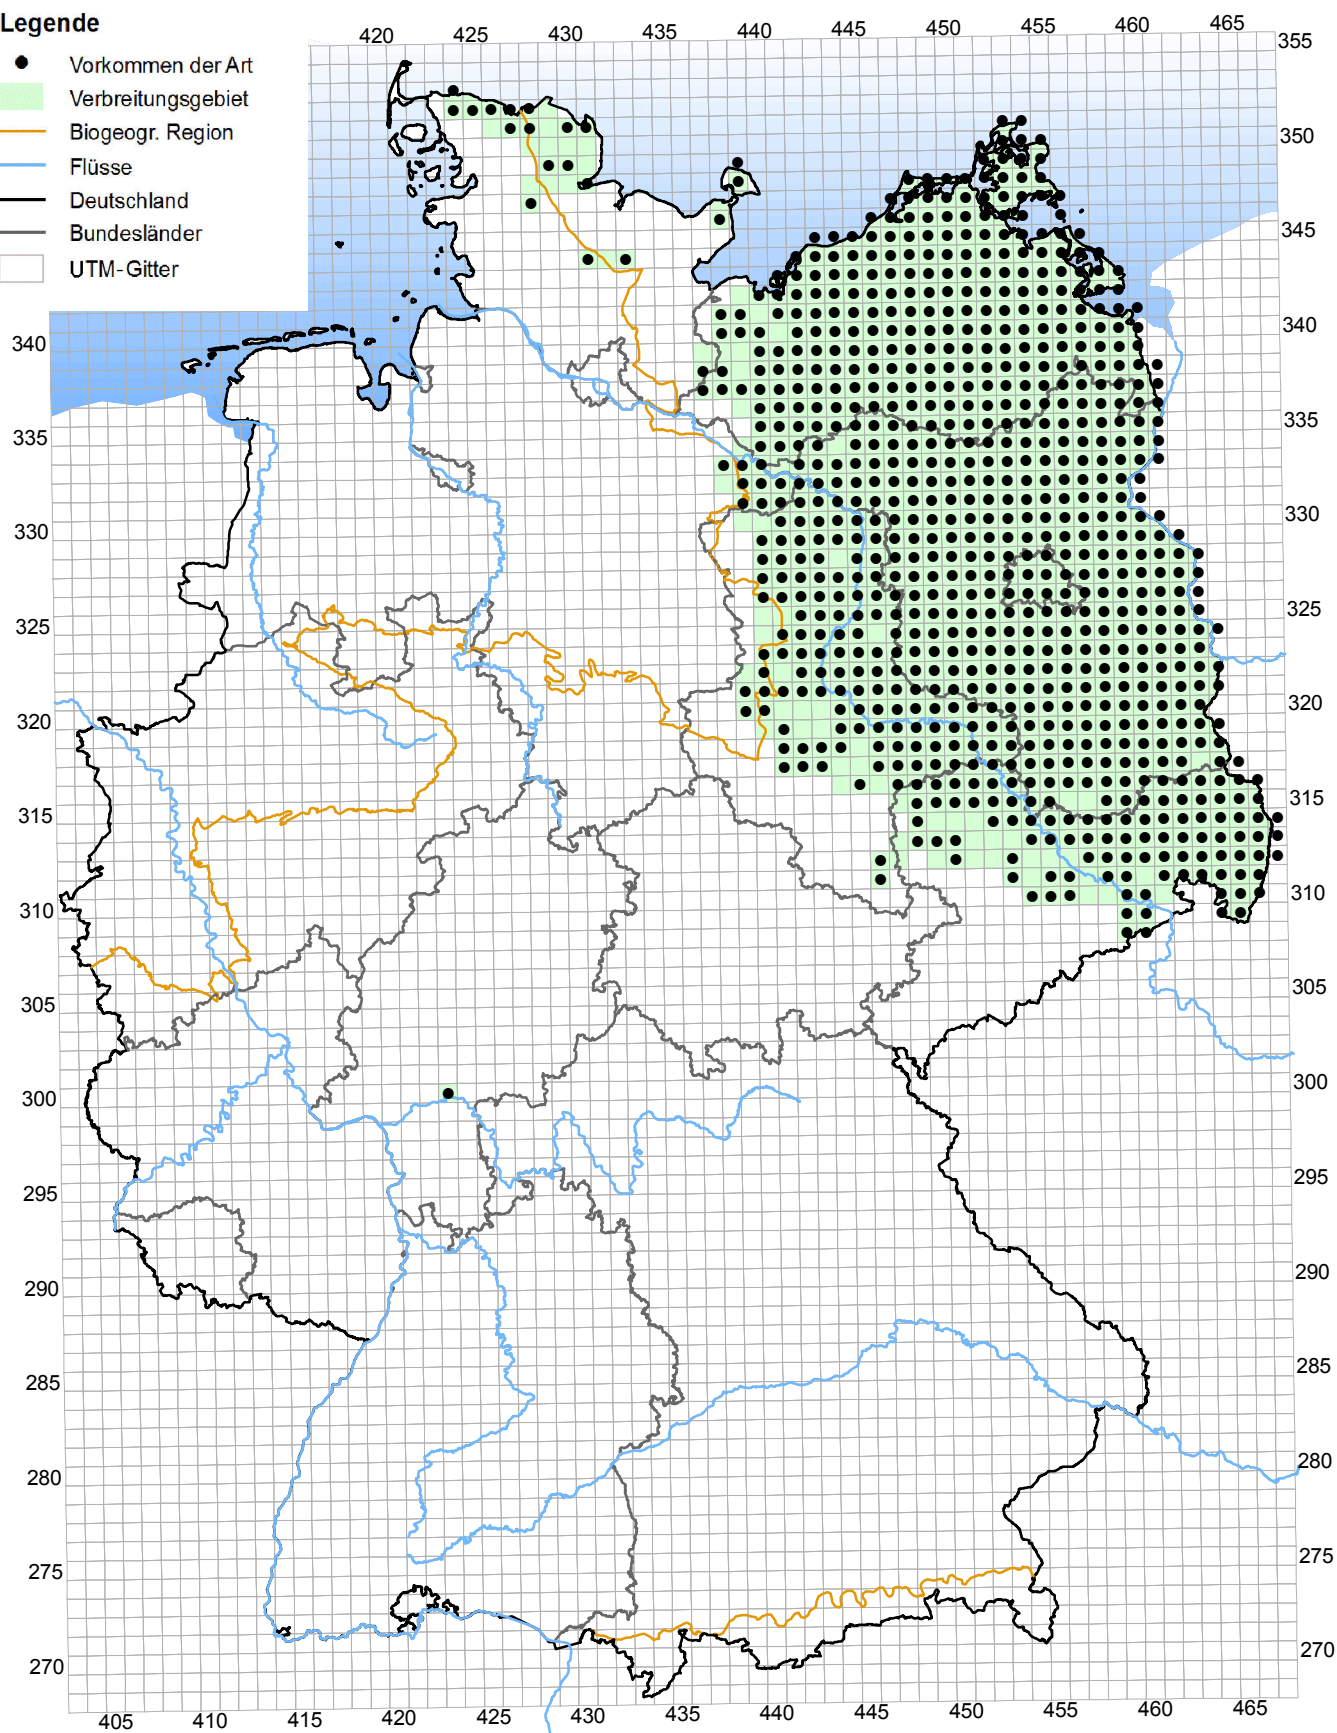 Legende
Vorkommen der Art
Verbreitungsgebiet
Biogeogr. Region
Flüsse
Deutschland
Bundesländer
UTM-Gitter
420 425 430 435 440 445 450 455 460 465
355
350
345
340 340
335 335
330 330
325 325
320 320
315 315
310 310
305 305
300 300
295 295
290 290
285 285
280 280
275 275
270 270
405 410 415 420 425 430 435 440 445 450 455 460 465